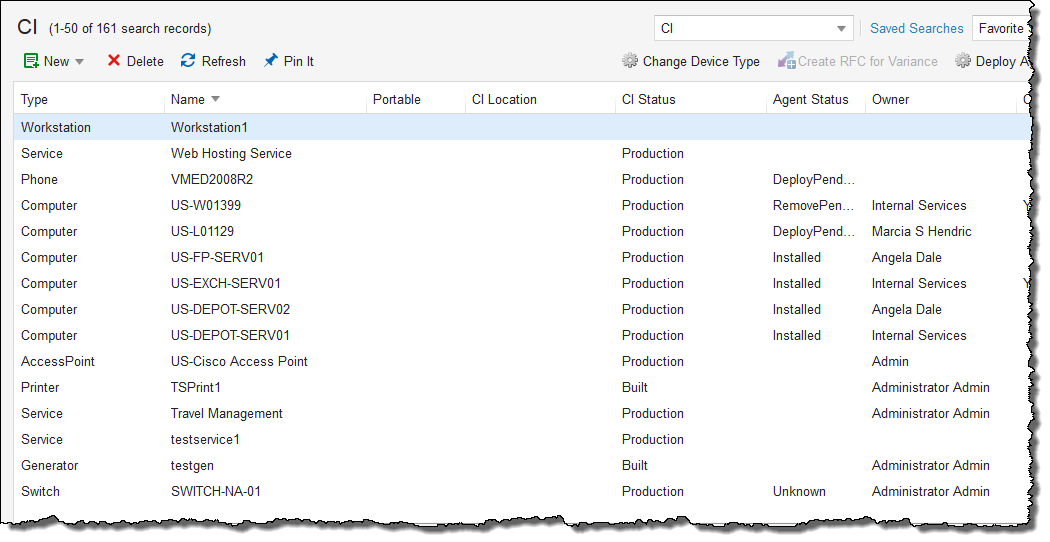 CI (1-50 of 161 search records) CI Saved Searches Favorite
New Delete Refresh Pin It Change Device Type Create RFC for Variance Deploy A
Type Name Portable CI Location CI Status Agent Status Owner
Workstation Workstation1
Service Web Hosting Service Production
Phone VMED2008R2 Production DeployPend...
Computer US-W01399 Production RemovePen... Internal Services
Computer US-L01129 Production DeployPend... Marcia S Hendric
Computer US-FP-SERV01 Production Installed Angela Dale
Computer US-EXCH-SERV01 Production Installed Internal Services
Computer US-DEPOT-SERV02 Production Installed Angela Dale
Computer US-DEPOT-SERV01 Production Installed Internal Services
AccessPoint US-Cisco Access Point Production Admin
Printer TSPrint1 Built Administrator Admin
Service Travel Management Production Administrator Admin
Service testservice1 Production
Generator testgen Built Administrator Admin
Switch SWITCH-NA-01 Production Unknown Administrator Admin